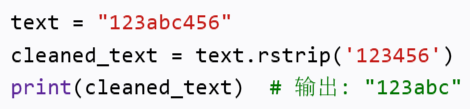 text = "123abc456"
cleaned_text = text.rstrip('123456')
print(cleaned_text)  # 输出: "123abc"